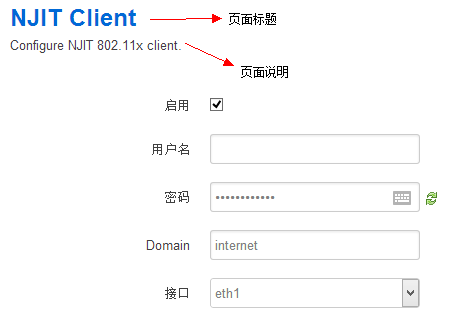 NJIT Client
页面标题
Configure NJIT 802.11x client.
页面说明
启用
用户名
密码
••••••••••••
Domain
internet
接口
eth1